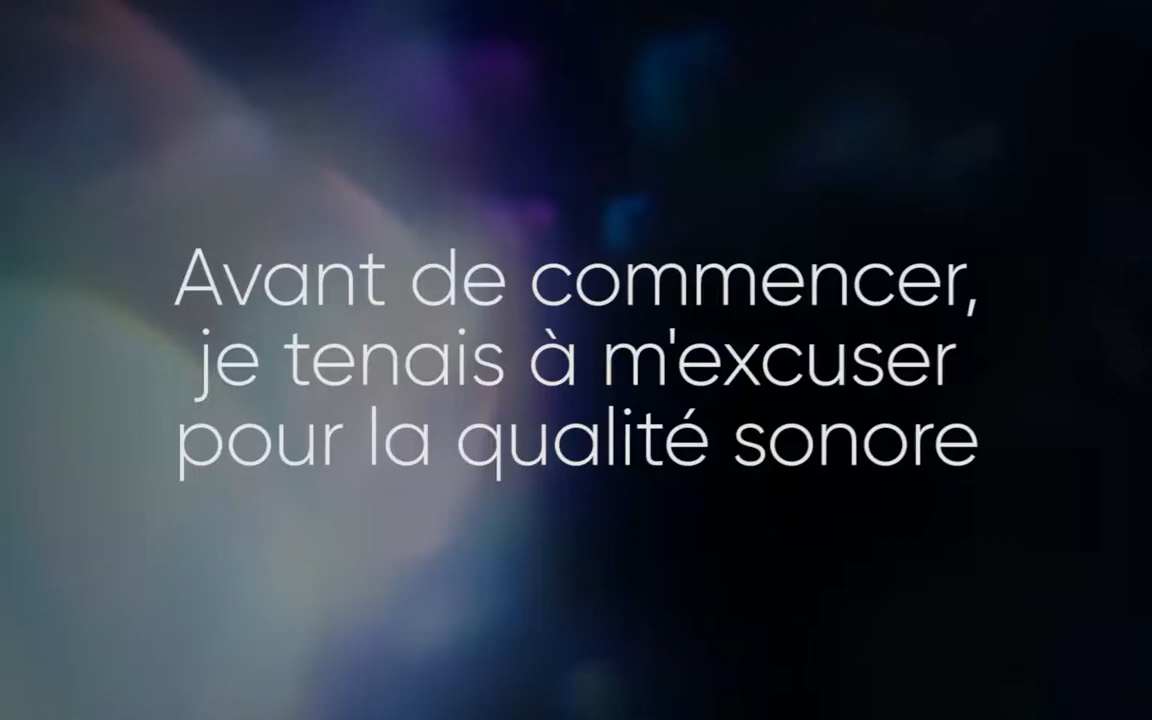 Avant de commencer,
je tenais à m'excuser
pour la qualité sonore